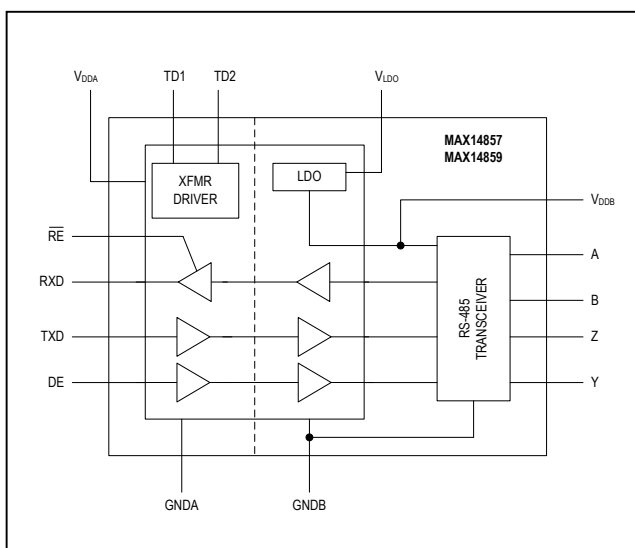 VDDA TD1 TD2 VLDO
MAX14857
MAX14859
XFMR
DRIVER
LDO
VDDB
RE
A
RXD
B
RS-485
TRANSCEIVER
TXD
Z
DE
Y
GNDA GNDB